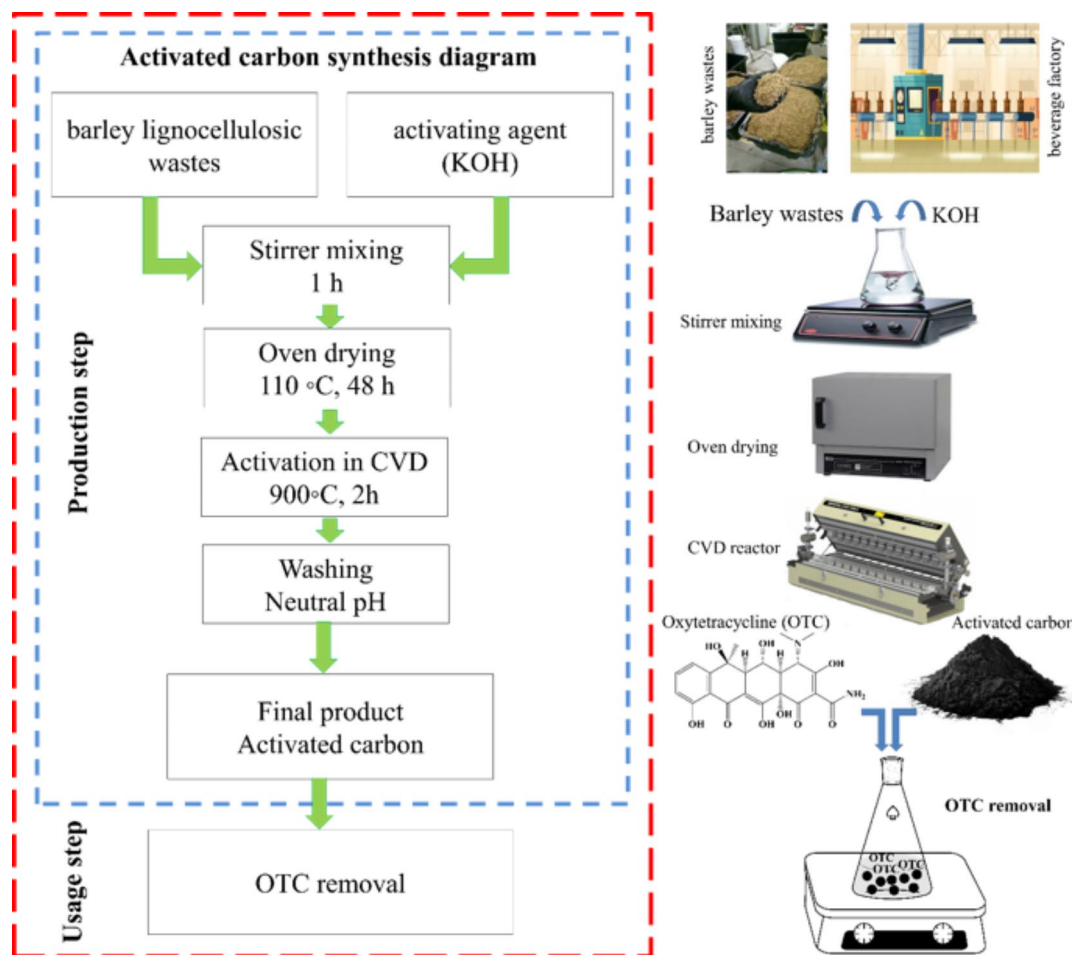 Activated carbon synthesis diagram
barley lignocellulosic
wastes
activating agent
(KOH)
Stirrer mixing
1 h
Oven drying
110 ◦C, 48 h
Activation in CVD
900◦C, 2h
Washing
Neutral pH
Final product
Activated carbon
OTC removal
Production step
Usage step
barley wastes
beverage factory
Barley wastes
KOH
Stirrer mixing
Oven drying
CVD reactor
Oxytetracycline (OTC)
Activated carbon
HO
H
OH
H
N
OH
NH2
OH
O
OH
OH
O
O
OTC removal
OTC
OTC
OTC